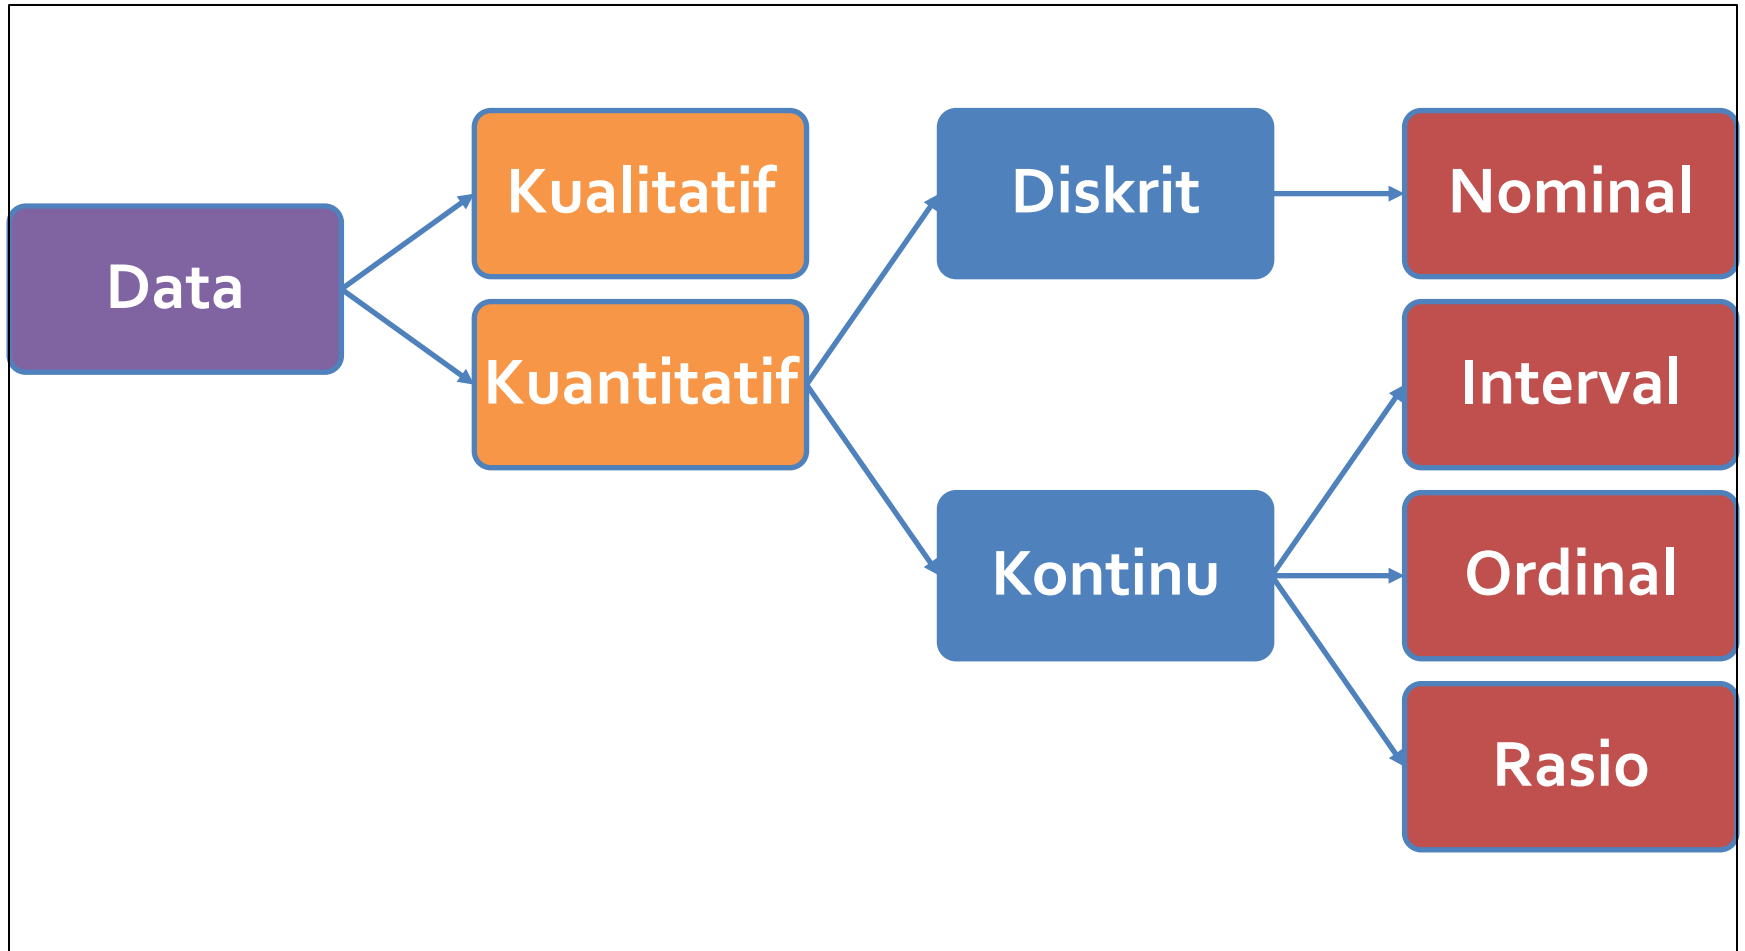 Data
Kualitatif
Kuantitatif
Diskrit
Kontinu
Nominal
Interval
Ordinal
Rasio